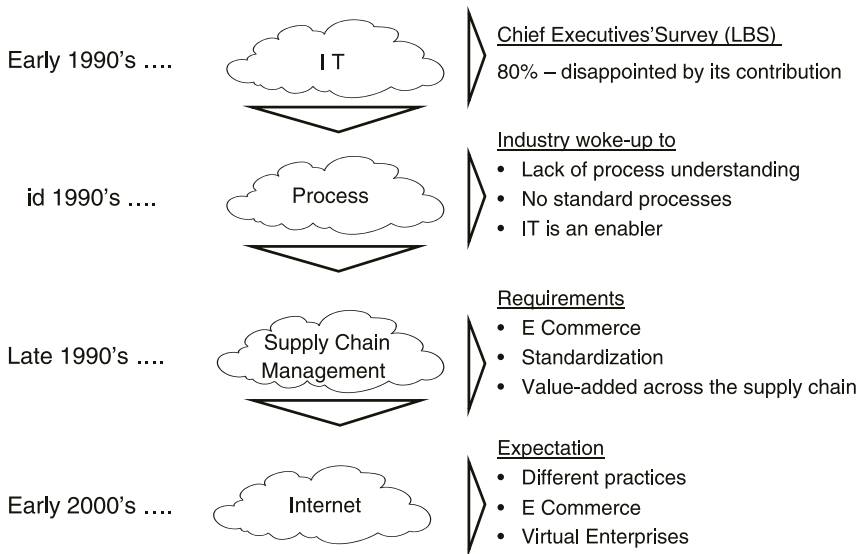 Early 1990's ....
I T
Chief Executives'Survey (LBS)
80% – disappointed by its contribution
id 1990's ....
Process
Industry woke-up to
• Lack of process understanding
• No standard processes
• IT is an enabler
Late 1990's ....
Supply Chain
Management
Requirements
• E Commerce
• Standardization
• Value-added across the supply chain
Early 2000's ....
Internet
Expectation
• Different practices
• E Commerce
• Virtual Enterprises